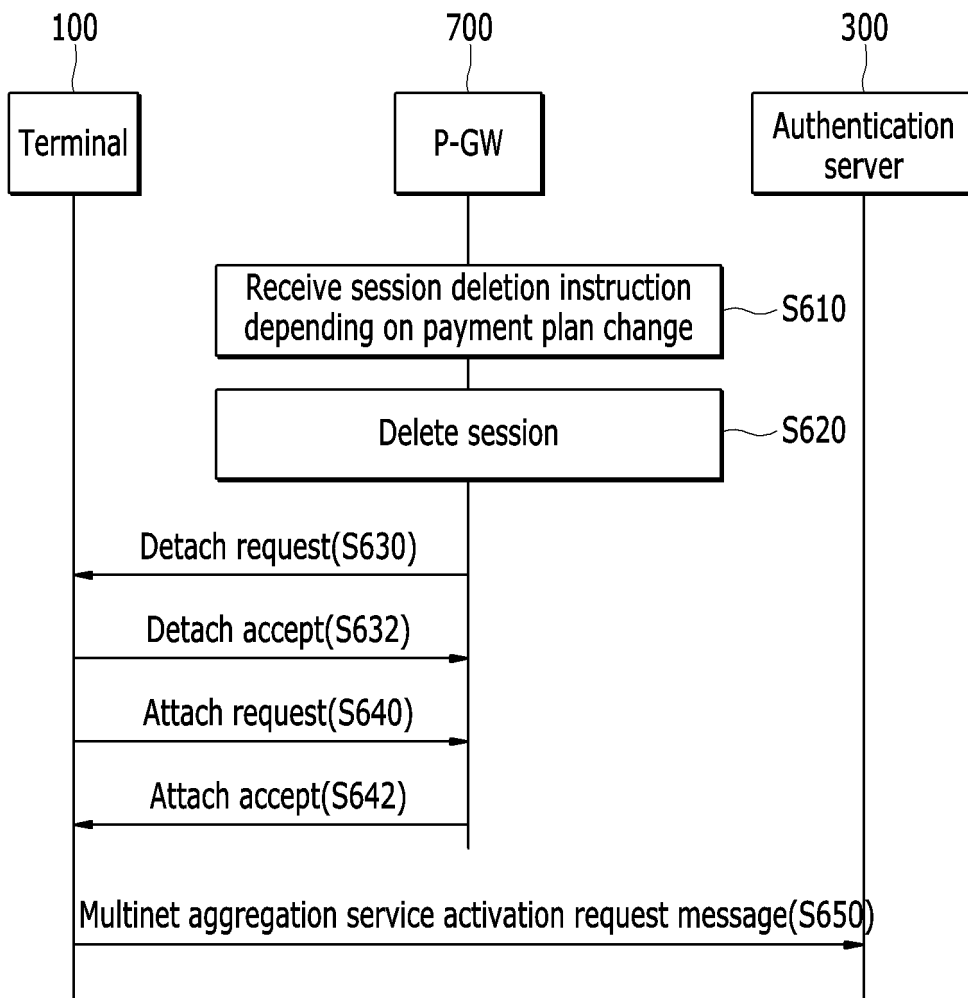 100
700
300
Terminal
P-GW
Authentication
server
Receive session deletion instruction
depending on payment plan change
S610
Delete session
S620
Detach request(S630)
Detach accept(S632)
Attach request(S640)
Attach accept(S642)
Multinet aggregation service activation request message(S650)